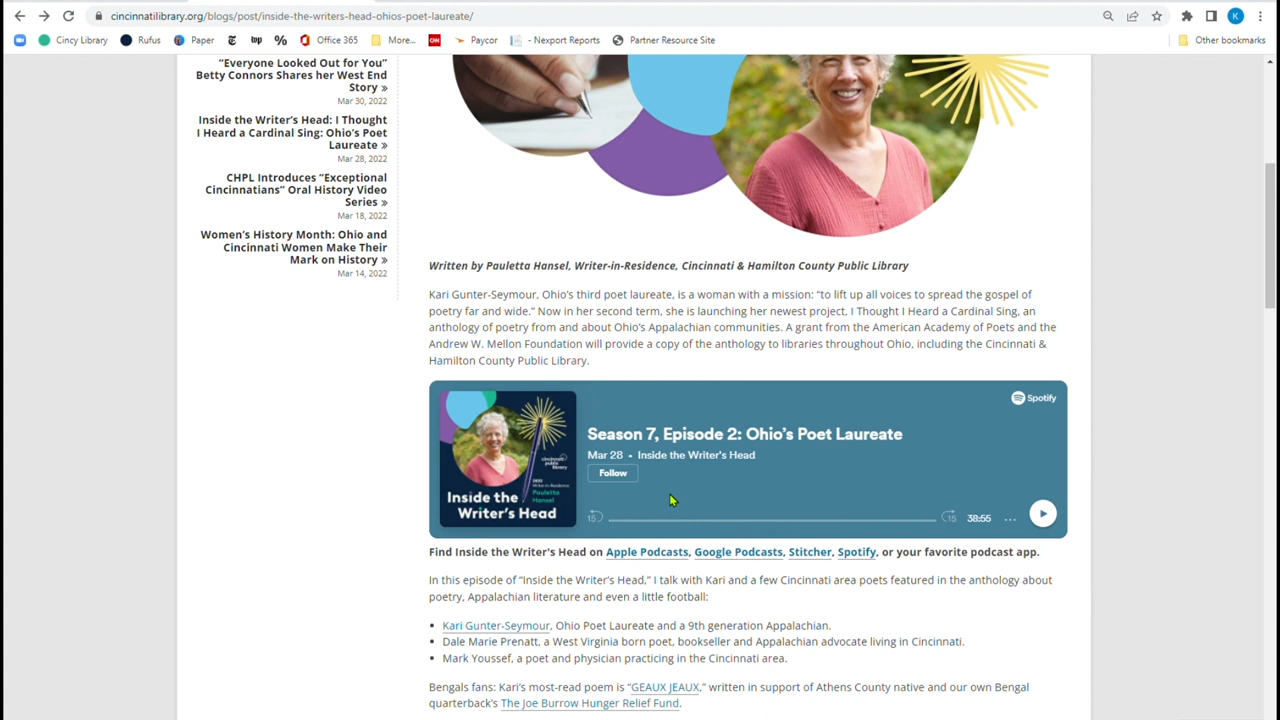 cincinnatilibrary.org/blogs/post/inside-the-writers-head-ohios-poet-laureate/
K
Cincy Library
Rufus
Paper
top
%
Office 365
More...
CNN
Paycor
- Nexport Reports
Partner Resource Site
Other bookmarks
“Everyone Looked Out for You”
Betty Connors Shares her West End
Story »
Mar 30, 2022
Inside the Writer’s Head: I Thought
I Heard a Cardinal Sing: Ohio’s Poet
Laureate »
Mar 28, 2022
CHPL Introduces “Exceptional
Cincinnatians” Oral History Video
Series »
Mar 18, 2022
Women’s History Month: Ohio and
Cincinnati Women Make Their
Mark on History »
Mar 14, 2022
Written by Pauletta Hansel, Writer-in-Residence, Cincinnati & Hamilton County Public Library
Kari Gunter-Seymour, Ohio’s third poet laureate, is a woman with a mission: “to lift up all voices to spread the gospel of
poetry far and wide.” Now in her second term, she is launching her newest project, I Thought I Heard a Cardinal Sing, an
anthology of poetry from and about Ohio’s Appalachian communities. A grant from the American Academy of Poets and the
Andrew W. Mellon Foundation will provide a copy of the anthology to libraries throughout Ohio, including the Cincinnati &
Hamilton County Public Library.
Spotify
cincinnati
public
library
2022
Writer-in-Residence
Pauletta
Hansel
Inside the
Writer’s Head
Season 7, Episode 2: Ohio’s Poet Laureate
Mar 28 • Inside the Writer's Head
Follow
15
15
38:55
...
Find Inside the Writer's Head on Apple Podcasts, Google Podcasts, Stitcher, Spotify, or your favorite podcast app.
In this episode of “Inside the Writer’s Head,” I talk with Kari and a few Cincinnati area poets featured in the anthology about
poetry, Appalachian literature and even a little football:
• Kari Gunter-Seymour, Ohio Poet Laureate and a 9th generation Appalachian.
• Dale Marie Prenatt, a West Virginia born poet, bookseller and Appalachian advocate living in Cincinnati.
• Mark Youssef, a poet and physician practicing in the Cincinnati area.
Bengals fans: Kari’s most-read poem is “GEAUX JEAUX,” written in support of Athens County native and our own Bengal
quarterback’s The Joe Burrow Hunger Relief Fund.